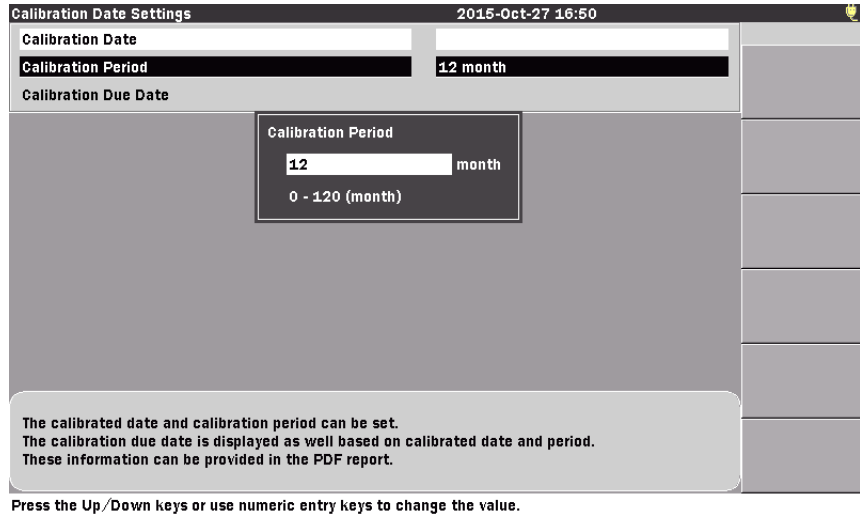 Calibration Date Settings 2015-Oct-27 16:50
Calibration Date
Calibration Period 12 month
Calibration Due Date
Calibration Period
12 month
0 - 120 (month)
The calibrated date and calibration period can be set.
The calibration due date is displayed as well based on calibrated date and period.
These information can be provided in the PDF report.
Press the Up/Down keys or use numeric entry keys to change the value.